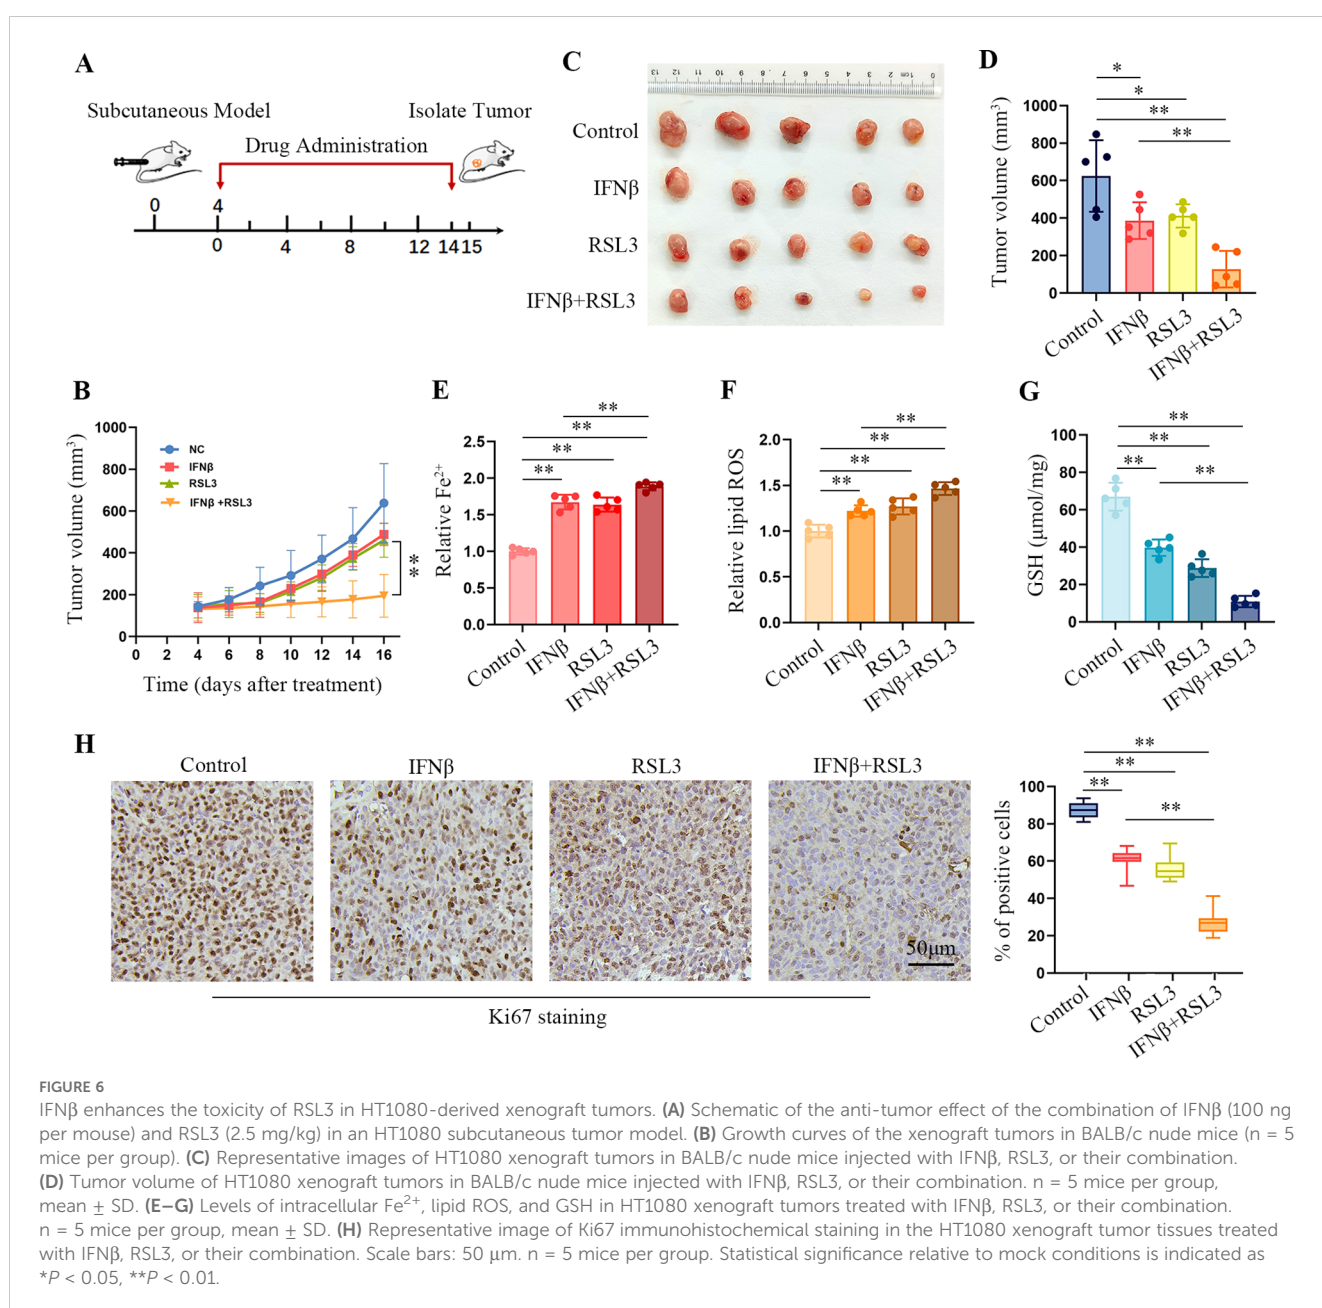 A
Subcutaneous Model
Isolate Tumor
Drug Administration
0 4
0 4 8 12 14 15
C
13 12 11 10 9 8 7 6 5 4 3 2 1cm 0
Control
IFNβ
RSL3
IFNβ+RSL3
D
*
*
**
**
Tumor volume (mm³)
1000
800
600
400
200
0
Control IFNβ RSL3 IFNβ+RSL3
B
Tumor volume (mm³)
1000
800
600
400
200
0
NC
IFNβ
RSL3
IFNβ +RSL3
**
0 2 4 6 8 10 12 14 16
Time (days after treatment)
E
**
**
**
**
Relative Fe²⁺
2.5
2.0
1.5
1.0
0.5
0.0
Control IFNβ RSL3 IFNβ+RSL3
F
**
**
**
**
Relative lipid ROS
2.0
1.5
1.0
0.5
0.0
Control IFNβ RSL3 IFNβ+RSL3
G
**
**
** **
GSH (μmol/mg)
100
80
60
40
20
0
Control IFNβ RSL3 IFNβ+RSL3
H
Control IFNβ RSL3 IFNβ+RSL3
50μm
Ki67 staining
**
**
**
**
% of positive cells
100
80
60
40
20
0
Control IFNβ RSL3 IFNβ+RSL3
FIGURE 6
IFNβ enhances the toxicity of RSL3 in HT1080-derived xenograft tumors. (A) Schematic of the anti-tumor effect of the combination of IFNβ (100 ng
per mouse) and RSL3 (2.5 mg/kg) in an HT1080 subcutaneous tumor model. (B) Growth curves of the xenograft tumors in BALB/c nude mice (n = 5
mice per group). (C) Representative images of HT1080 xenograft tumors in BALB/c nude mice injected with IFNβ, RSL3, or their combination.
(D) Tumor volume of HT1080 xenograft tumors in BALB/c nude mice injected with IFNβ, RSL3, or their combination. n = 5 mice per group,
mean ± SD. (E–G) Levels of intracellular Fe²⁺, lipid ROS, and GSH in HT1080 xenograft tumors treated with IFNβ, RSL3, or their combination.
n = 5 mice per group, mean ± SD. (H) Representative image of Ki67 immunohistochemical staining in the HT1080 xenograft tumor tissues treated
with IFNβ, RSL3, or their combination. Scale bars: 50 μm. n = 5 mice per group. Statistical significance relative to mock conditions is indicated as
*P < 0.05, **P < 0.01.